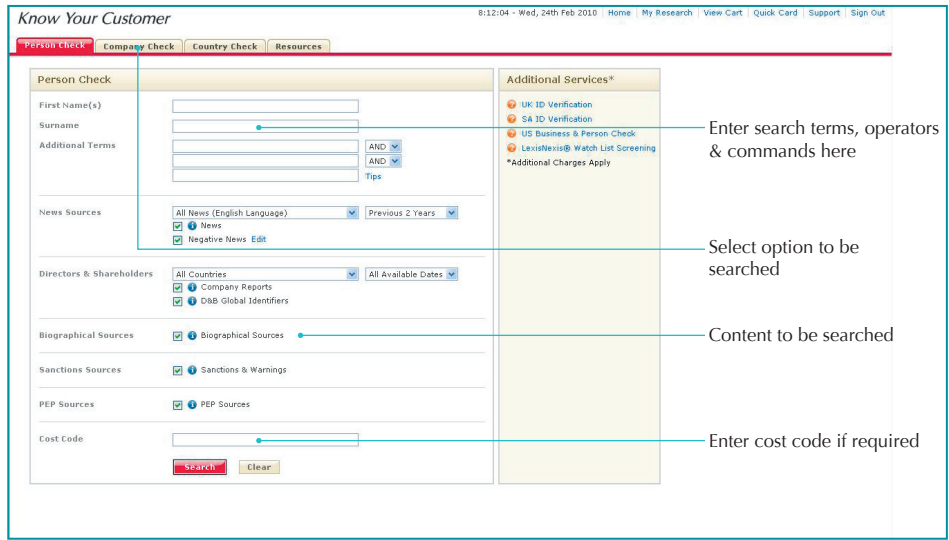 Know Your Customer
8:12:04 - Wed, 24th Feb 2010 | Home | My Research | View Cart | Quick Card | Support | Sign Out
Person Check Company Check Country Check Resources
Person Check
First Name(s)
Surname
Additional Terms AND
AND
Tips
News Sources All News (English Language) Previous 2 Years
News
Negative News Edit
Directors & Shareholders All Countries All Available Dates
Company Reports
D&B Global Identifiers
Biographical Sources Biographical Sources
Sanctions Sources Sanctions & Warnings
PEP Sources PEP Sources
Cost Code
Search Clear
Additional Services*
UK ID Verification
SA ID Verification
US Business & Person Check
LexisNexis® Watch List Screening
*Additional Charges Apply
Enter search terms, operators
& commands here
Select option to be
searched
Content to be searched
Enter cost code if required